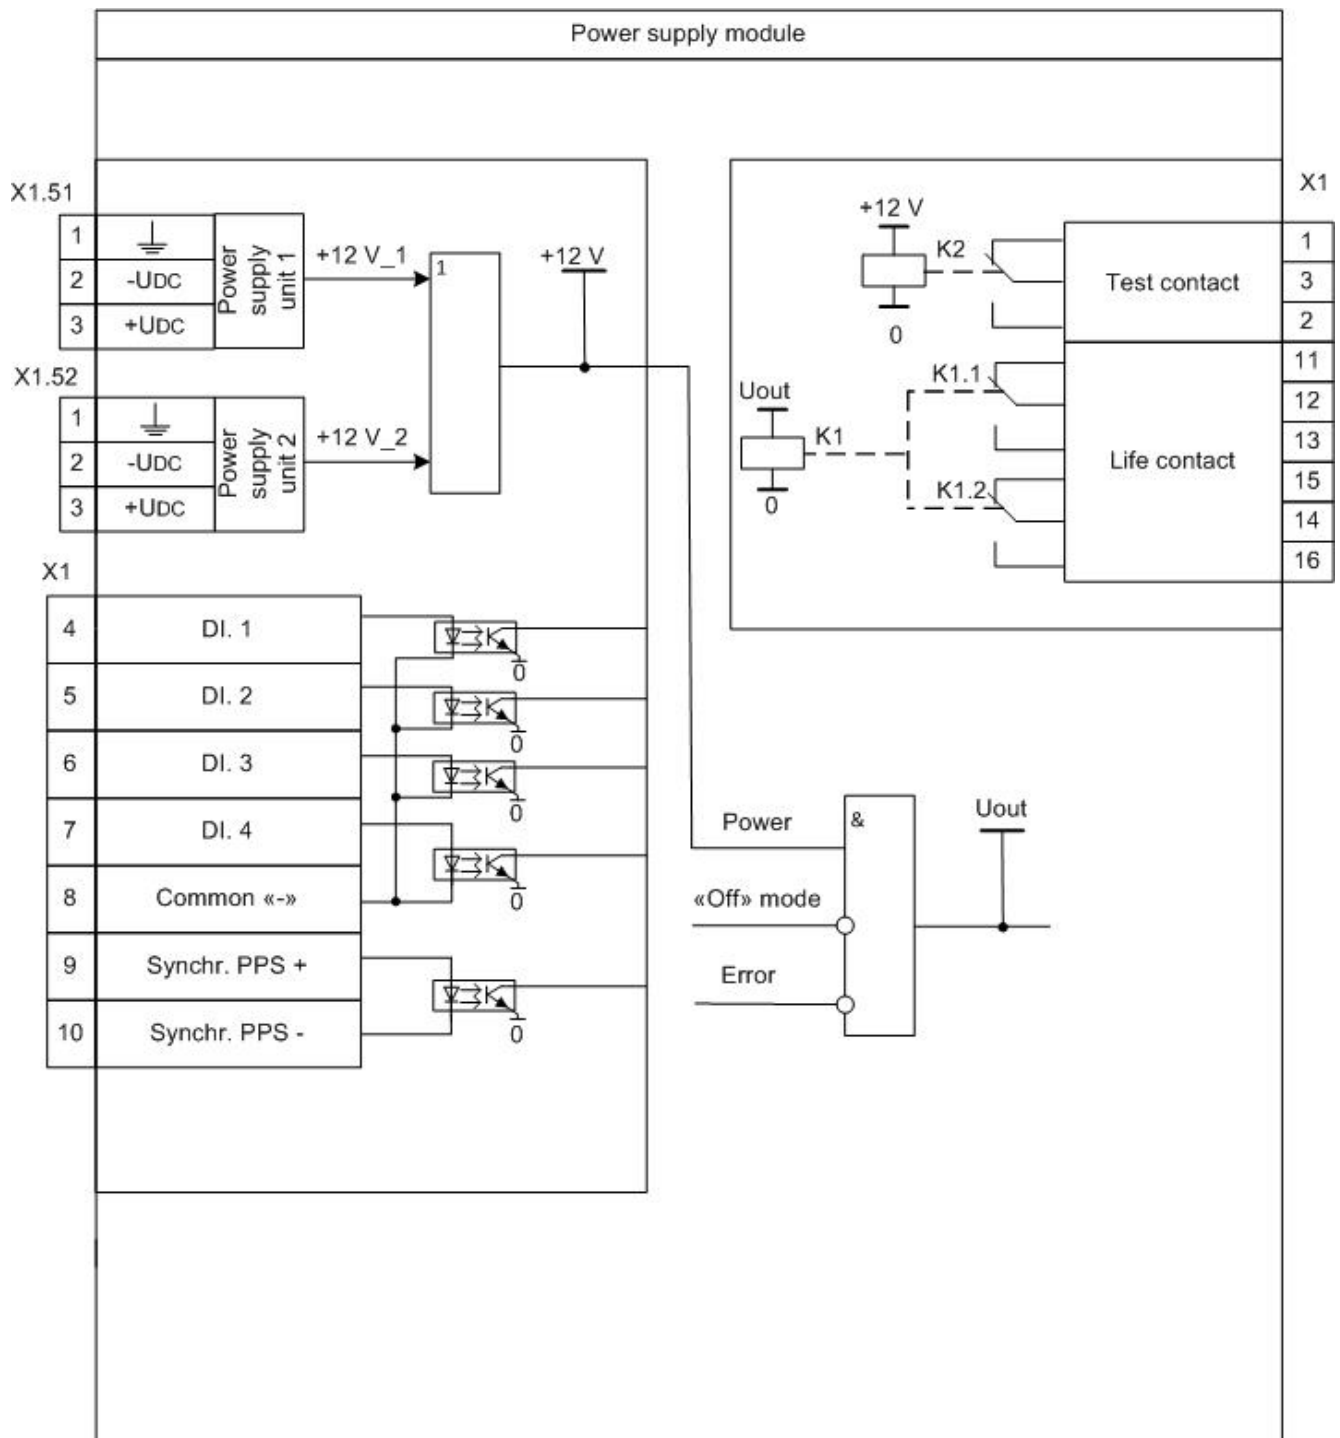 Power supply module
X1.51
1
2 -UDC
3 +UDC
Power
supply
unit 1
+12 V_1
X1.52
1
2 -UDC
3 +UDC
Power
supply
unit 2
+12 V_2
1
+12 V
X1
4 DI. 1
5 DI. 2
6 DI. 3
7 DI. 4
8 Common «-»
9 Synchr. PPS +
10 Synchr. PPS -
0
0
0
0
0
X1
+12 V
K2
0
Test contact
1
3
2
Uout
K1
0
K1.1
K1.2
Life contact
11
12
13
15
14
16
Power
«Off» mode
Error
&
Uout